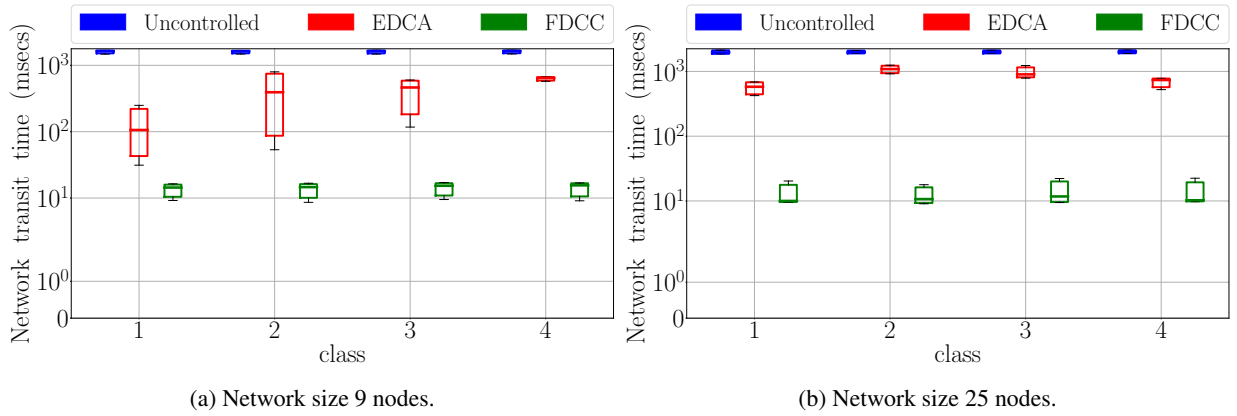 Uncontrolled EDCA FDCC
Network transit time (msecs)
10³
10²
10¹
10⁰
0
1 2 3 4
class
(a) Network size 9 nodes.
Uncontrolled EDCA FDCC
Network transit time (msecs)
10³
10²
10¹
10⁰
0
1 2 3 4
class
(b) Network size 25 nodes.